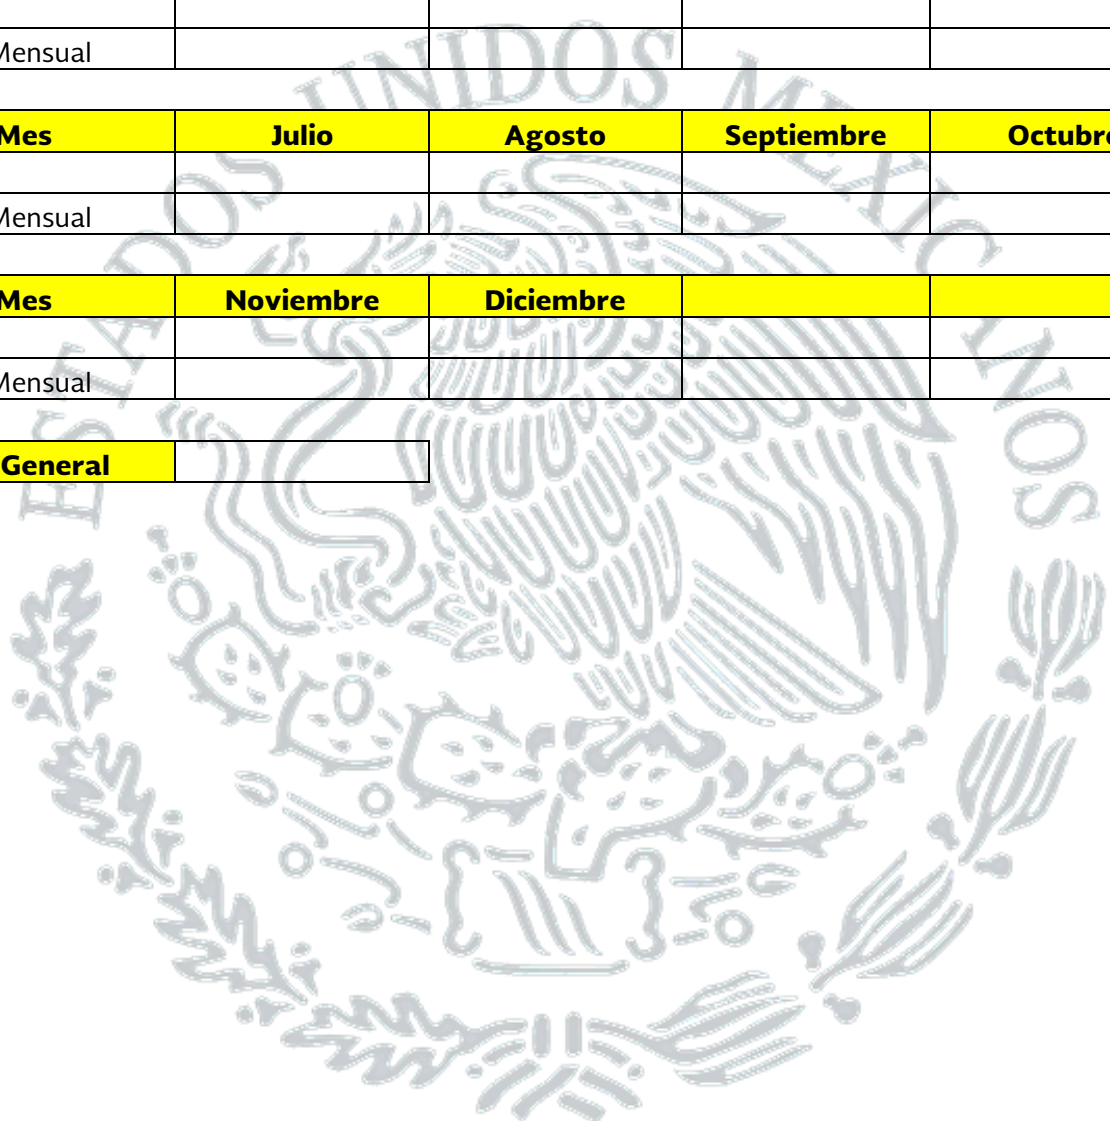 Mensual
Mes Julio Agosto Septiembre Octubre
Mensual
Mes Noviembre Diciembre
Mensual
General
ESTADOS UNIDOS MEXICANOS